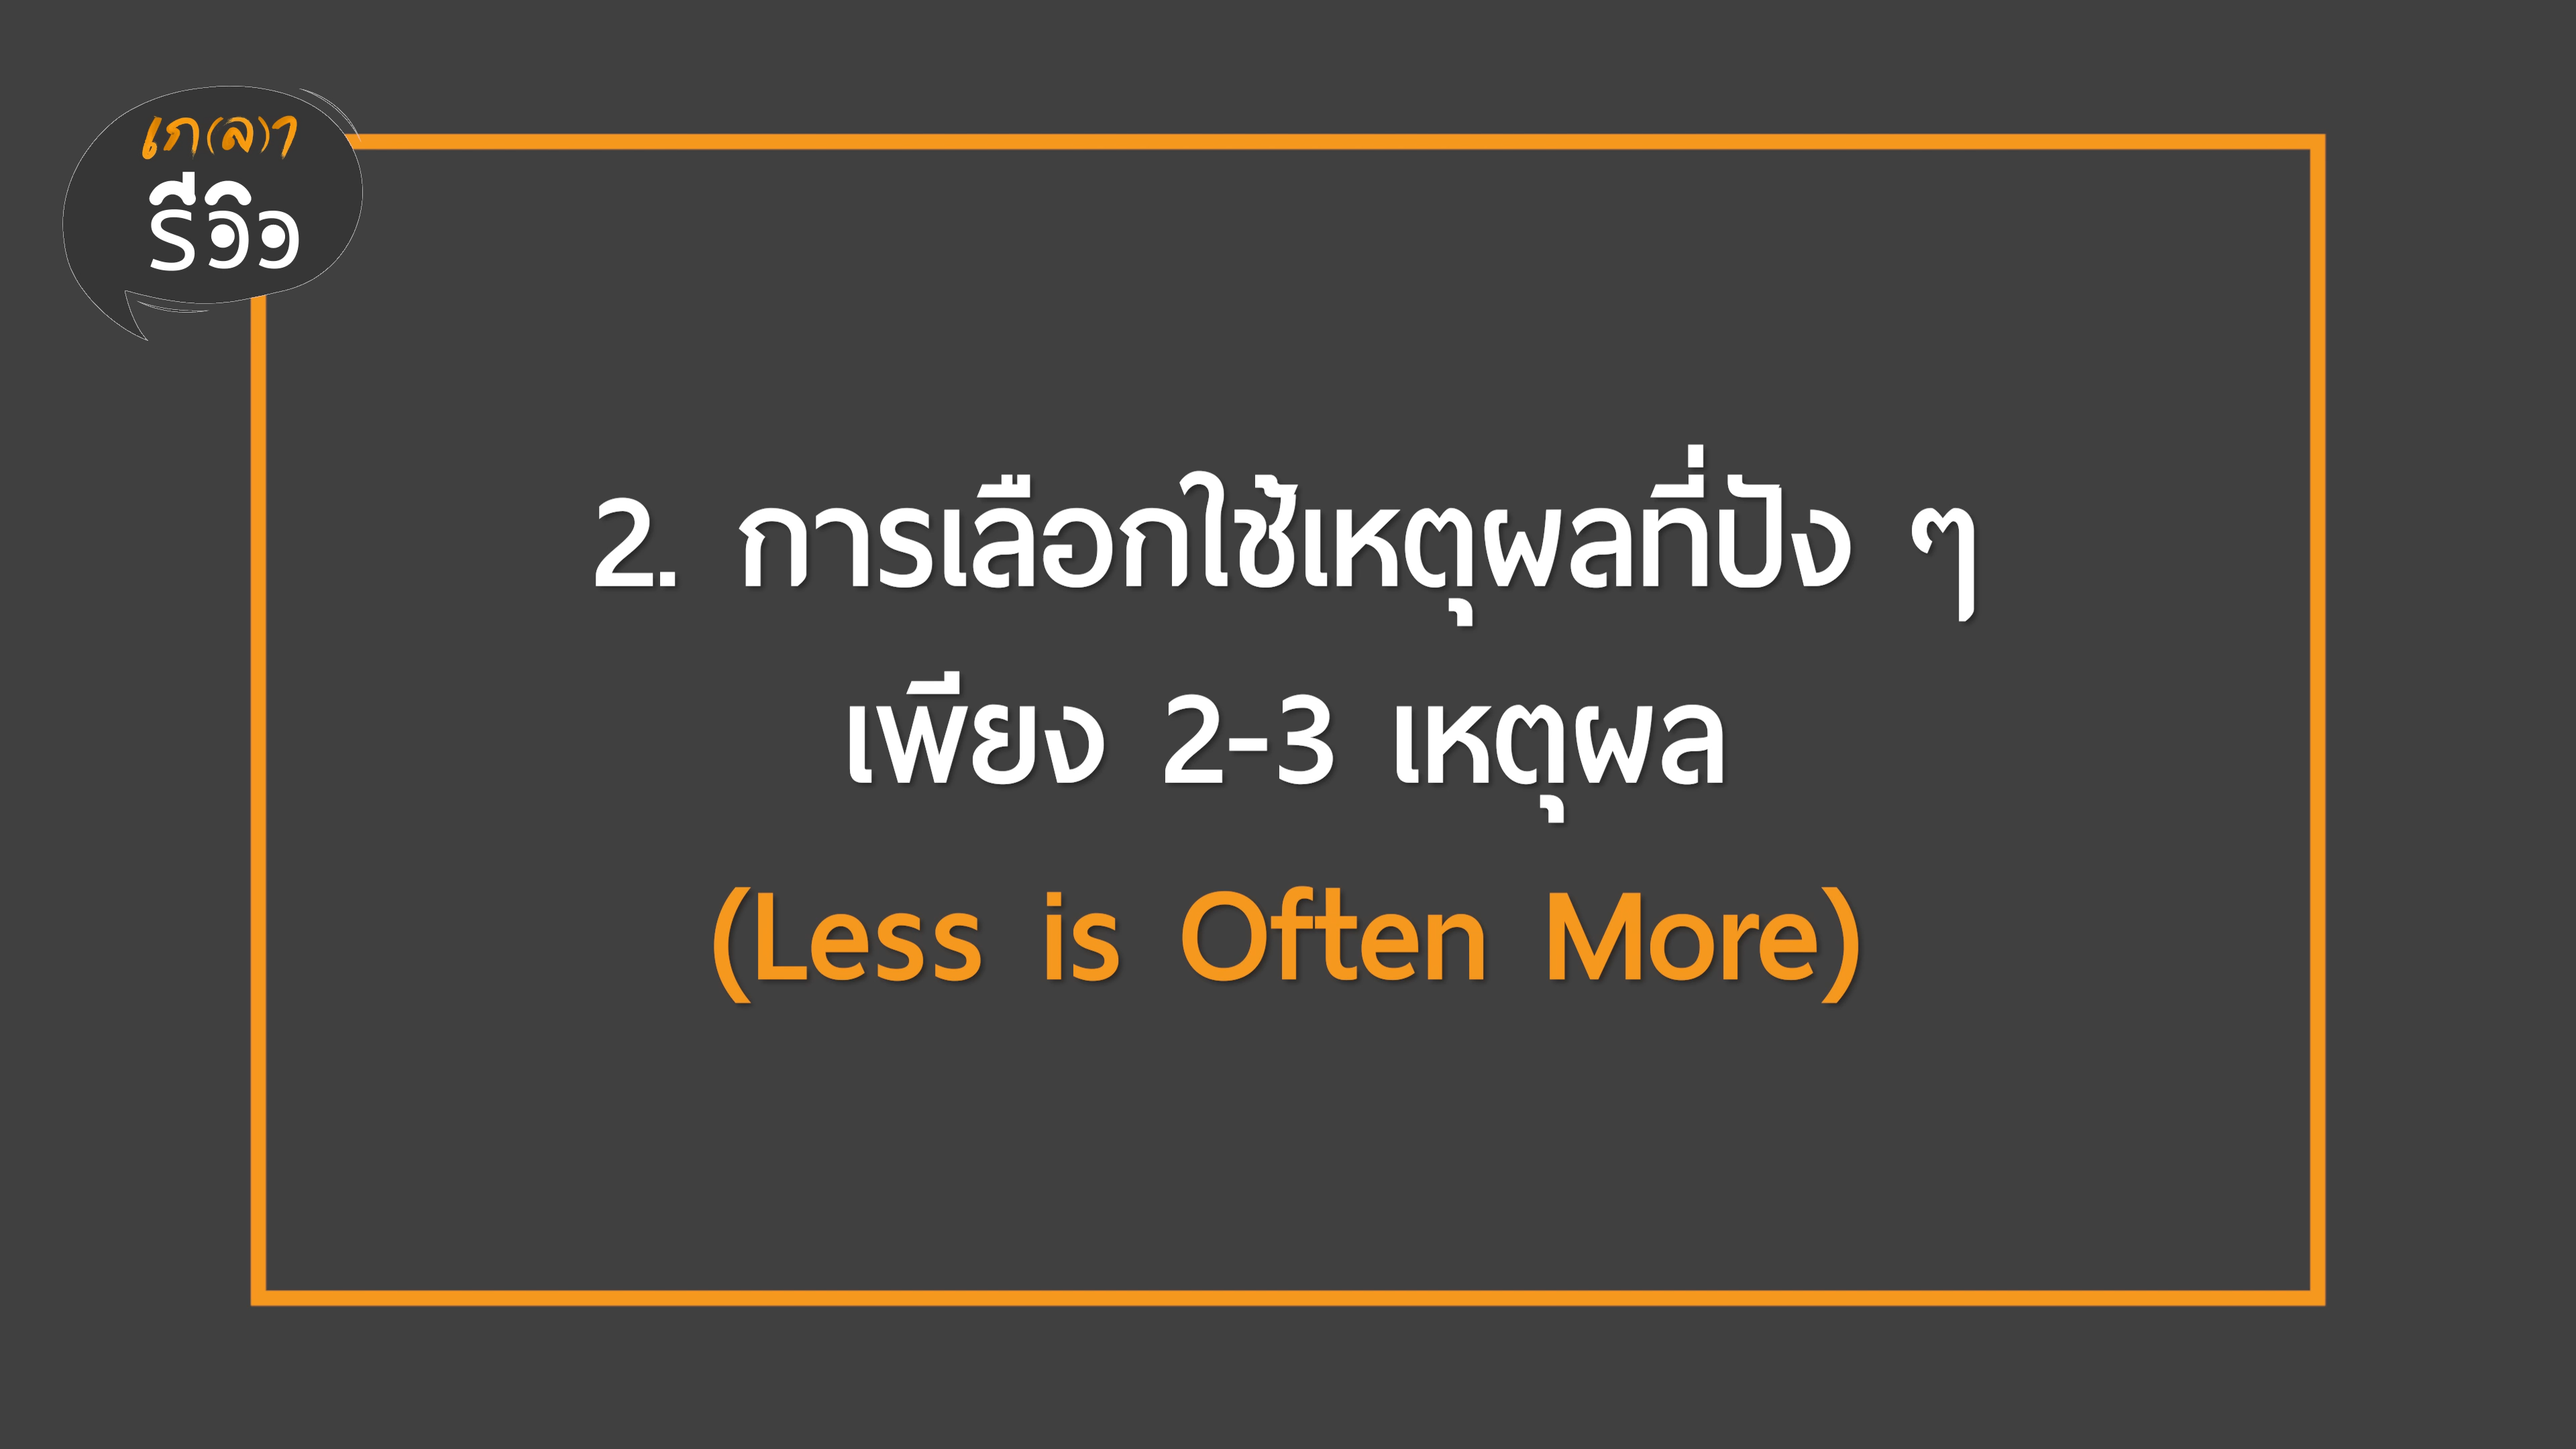 เก(ล)า
รีวิว
2. การเลือกใช้เหตุผลที่ปัง ๆ
เพียง 2-3 เหตุผล
(Less is Often More)